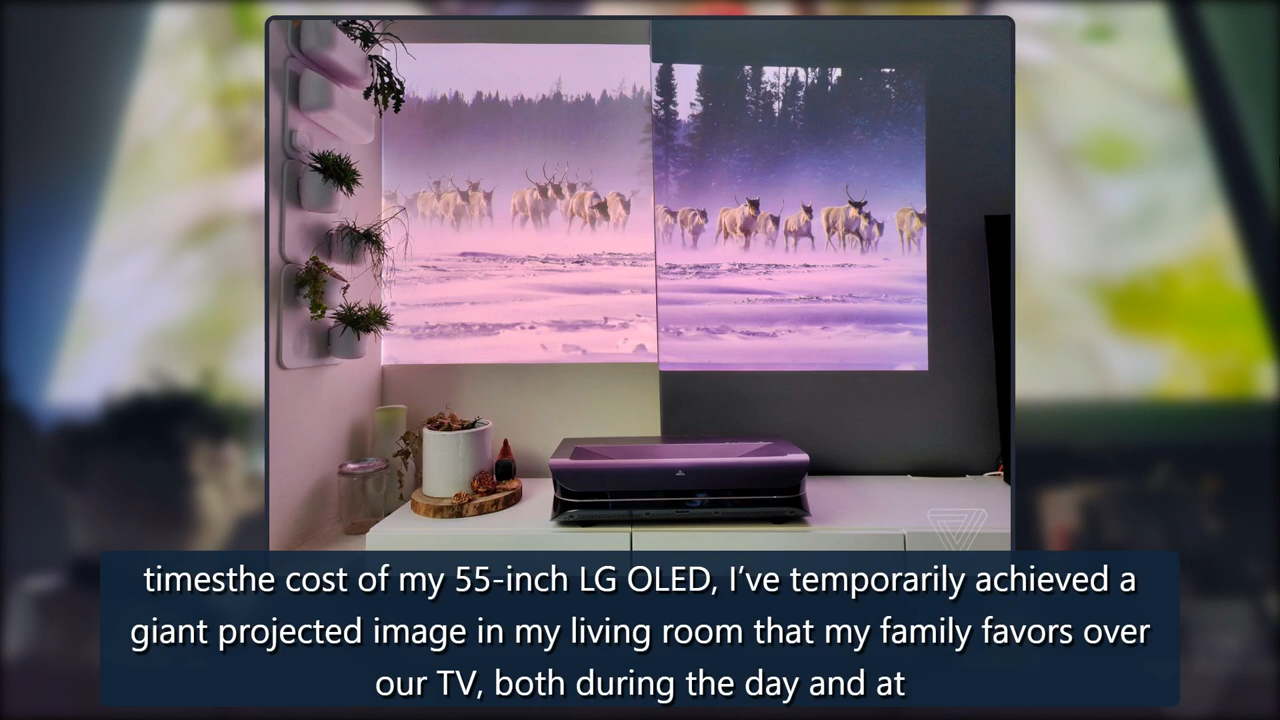 timesthe cost of my 55-inch LG OLED, I’ve temporarily achieved a
giant projected image in my living room that my family favors over
our TV, both during the day and at